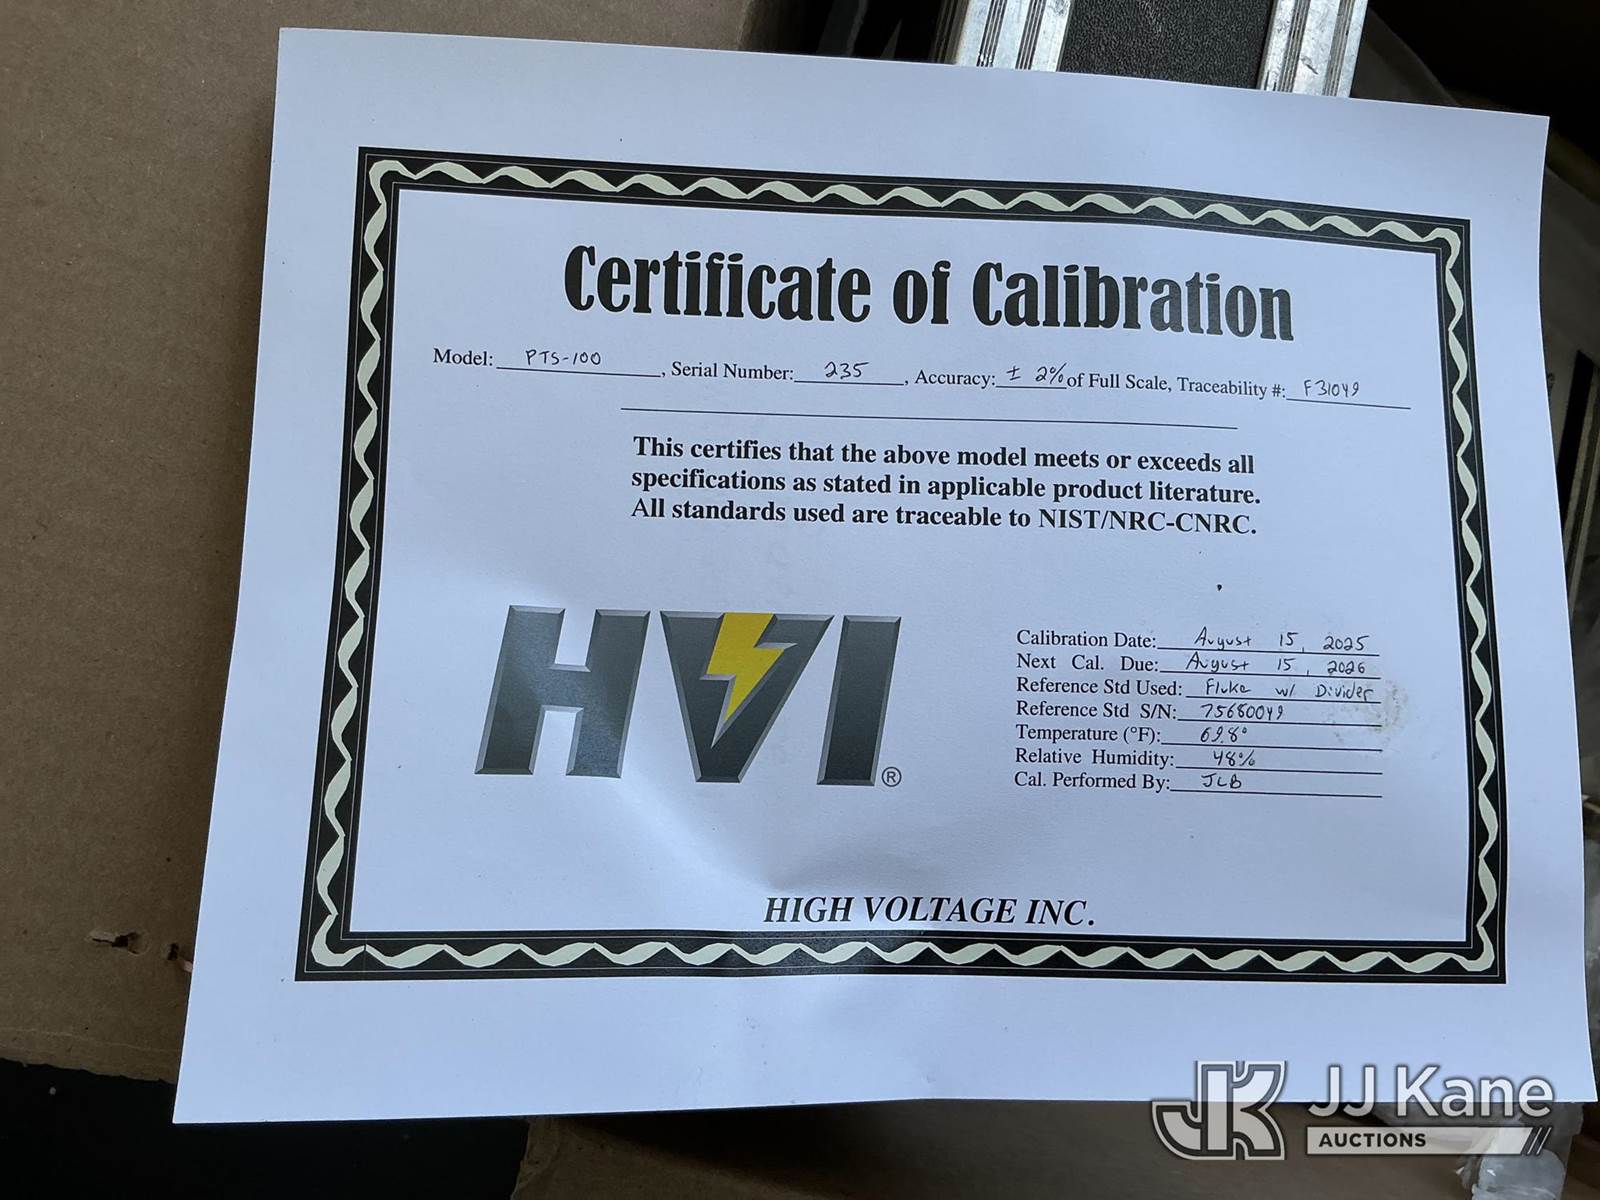 Certificate of Calibration
Model: PTS-100, Serial Number: 235, Accuracy: ± 2% of Full Scale, Traceability #: F31049
This certifies that the above model meets or exceeds all
specifications as stated in applicable product literature.
All standards used are traceable to NIST/NRC-CNRC.
HVI®
Calibration Date: August 15, 2025
Next Cal. Due: August 15, 2026
Reference Std Used: Fluke w/ Divider
Reference Std S/N: 75680049
Temperature (°F): 69.8°
Relative Humidity: 48%
Cal. Performed By: JLB
HIGH VOLTAGE INC.
JK JJ Kane
AUCTIONS